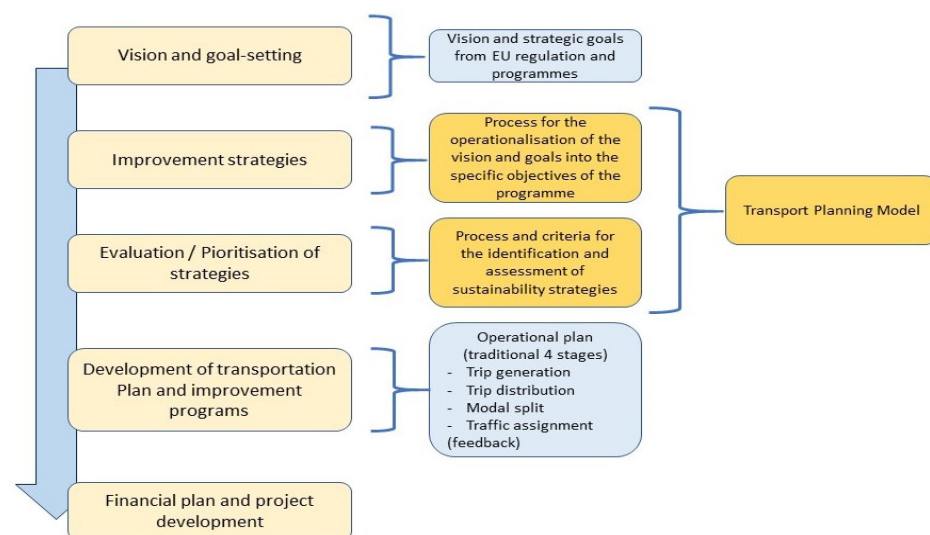 Vision and goal-setting
Vision and strategic goals
from EU regulation and
programmes
Improvement strategies
Process for the
operationalisation of the
vision and goals into the
specific objectives of the
programme
Transport Planning Model
Evaluation / Pioritisation of
strategies
Process and criteria for
the identification and
assessment of
sustainability strategies
Development of transportation
Plan and improvement
programs
Operational plan
(traditional 4 stages)
- Trip generation
- Trip distribution
- Modal split
- Traffic assignment
(feedback)
Financial plan and project
development